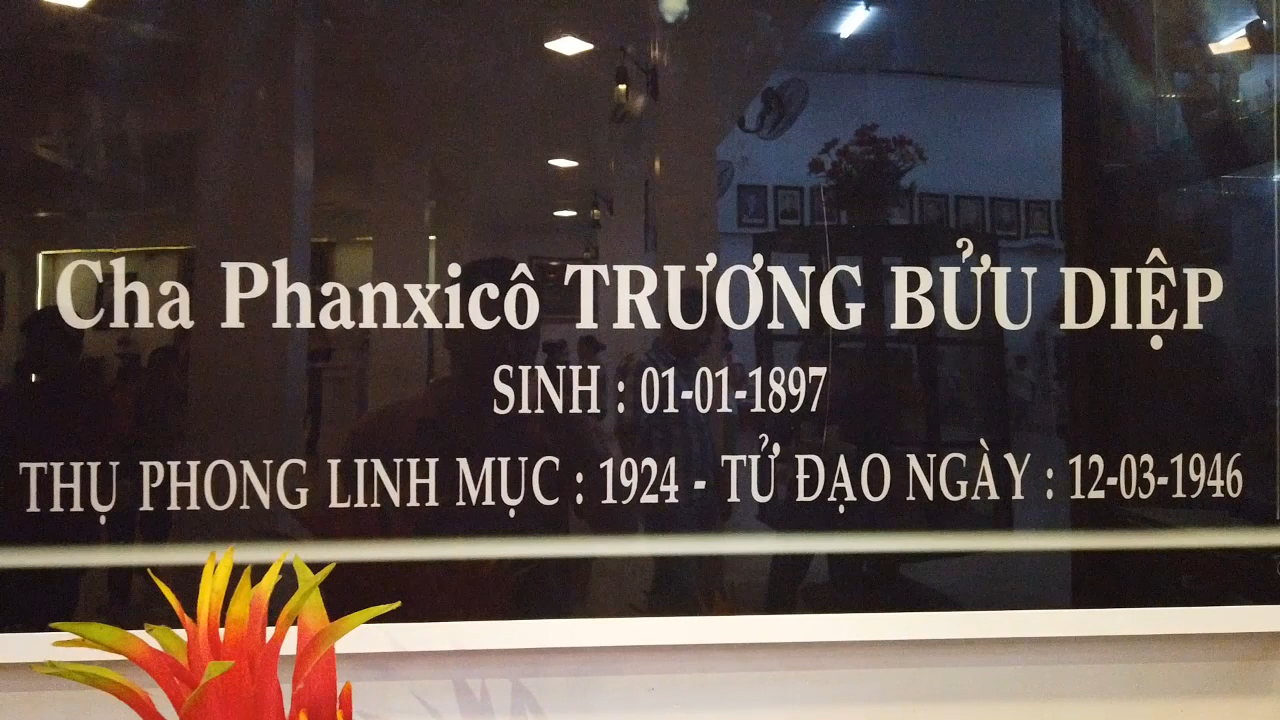 Cha Phanxicô TRƯƠNG BỬU DIỆP
SINH : 01-01-1897
THỤ PHONG LINH MỤC : 1924 - TỬ ĐẠO NGÀY : 12-03-1946